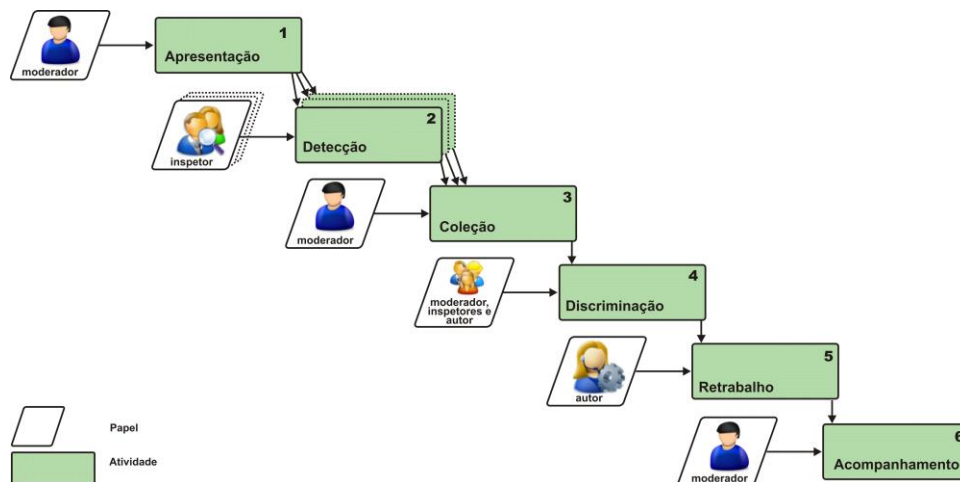 1
Apresentação
moderador
2
Detecção
inspetor
3
Coleção
moderador
4
Discriminação
moderador,
inspetores e
autor
5
Retrabalho
autor
6
Acompanhamento
moderador
Papel
Atividade